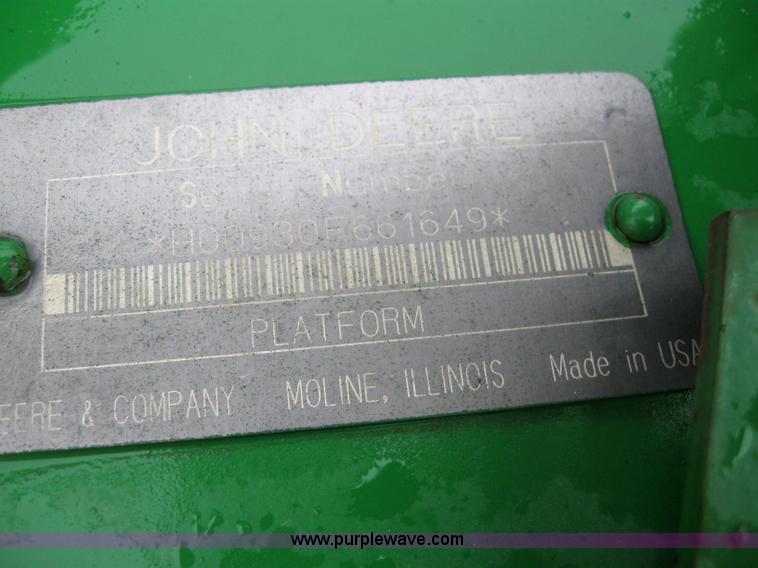 JOHN DEERE
Serial Number
*H00930F661649*
PLATFORM
EERE & COMPANY MOLINE, ILLINOIS Made in USA
www.purplewave.com